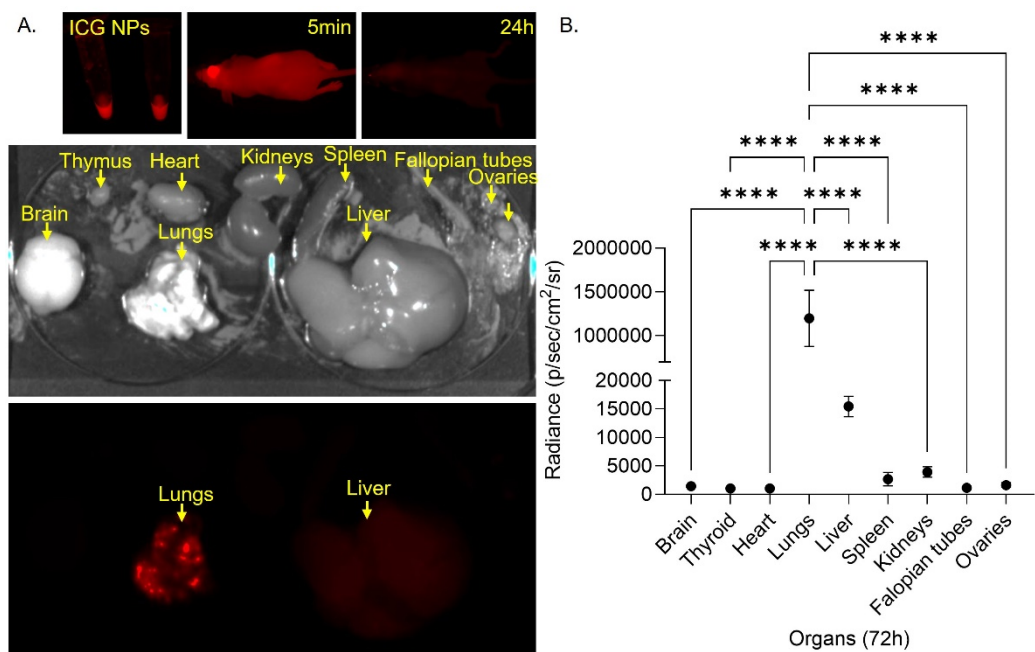 A.
ICG NPs
5min
24h
Thymus
Heart
Kidneys
Spleen
Fallopian tubes
Ovaries
Brain
Lungs
Liver
Lungs
Liver
B.
****
****
**** ****
**** ****
**** ****
Radiance (p/sec/cm²/sr)
2000000
1500000
1000000
20000
15000
10000
5000
0
Brain
Thyroid
Heart
Lungs
Liver
Spleen
Kidneys
Falopian tubes
Ovaries
Organs (72h)